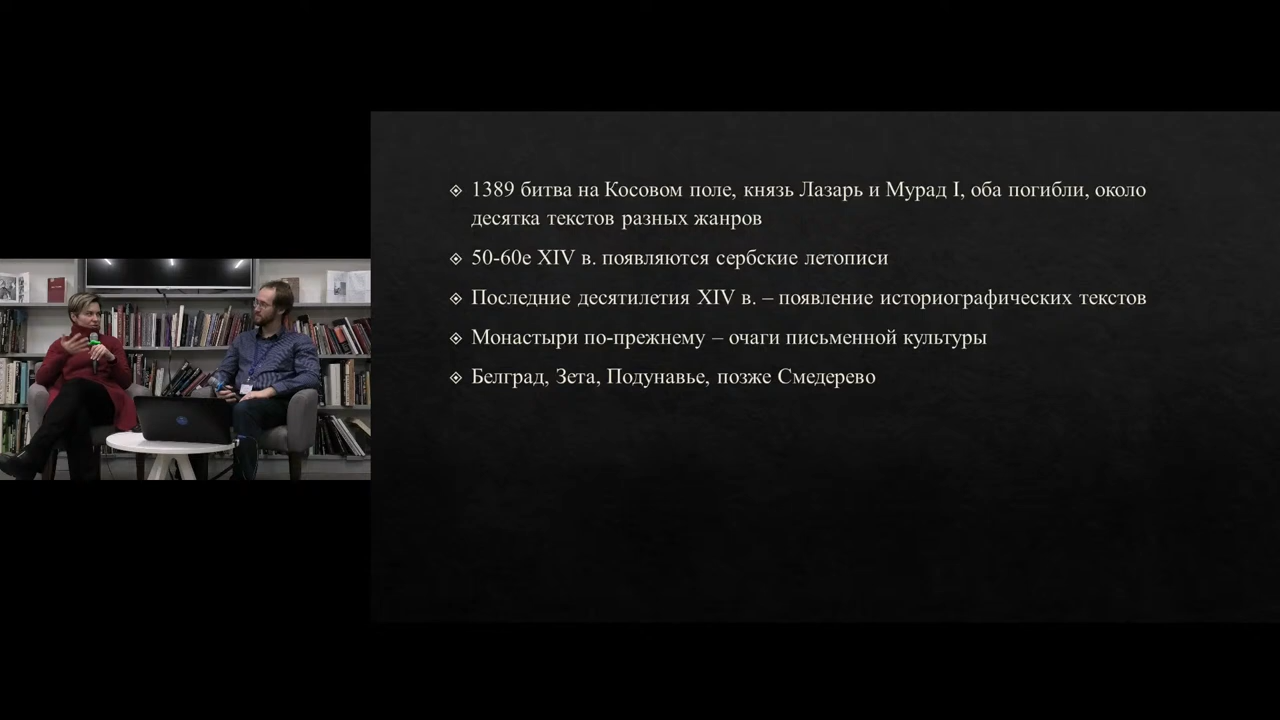 1389 битва на Косовом поле, князь Лазарь и Мурад I, оба погибли, около
десятка текстов разных жанров
50-60е XIV в. появляются сербские летописи
Последние десятилетия XIV в. – появление историографических текстов
Монастыри по-прежнему – очаги письменной культуры
Белград, Зета, Подунавье, позже Смедерево